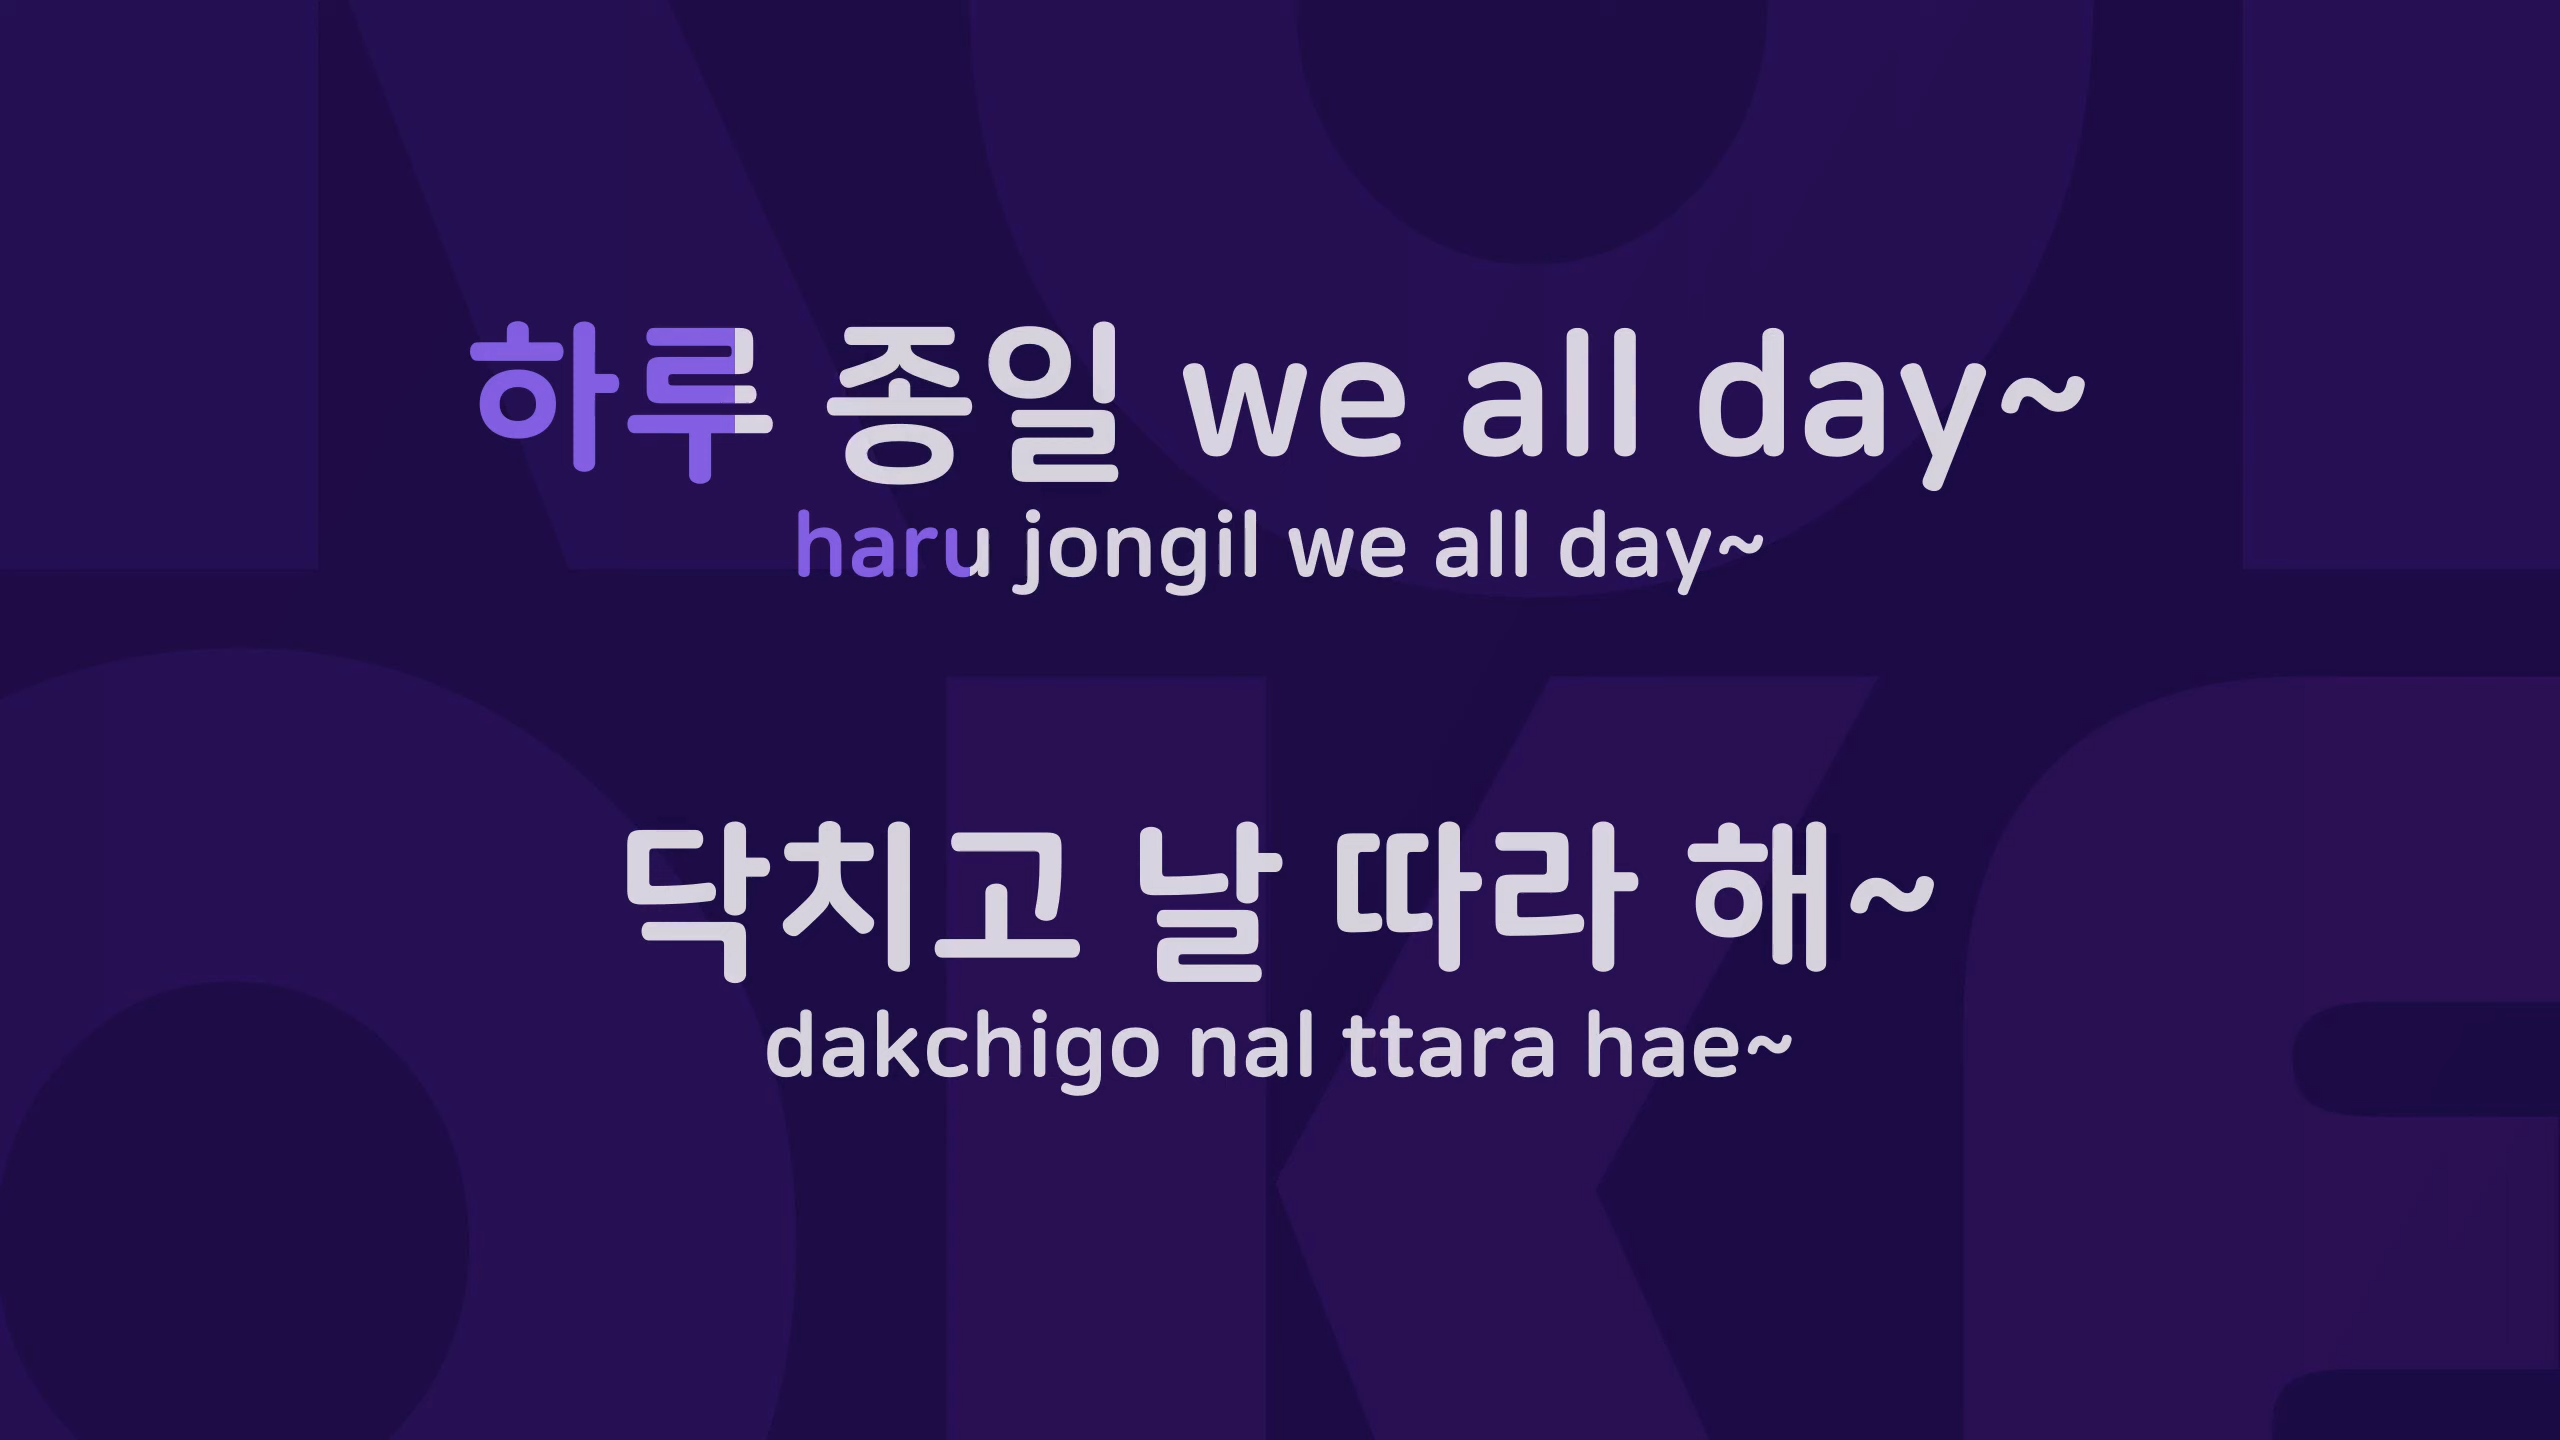 하루 종일 we all day~
haru jongil we all day~
닥치고 날 따라 해~
dakchigo nal ttara hae~